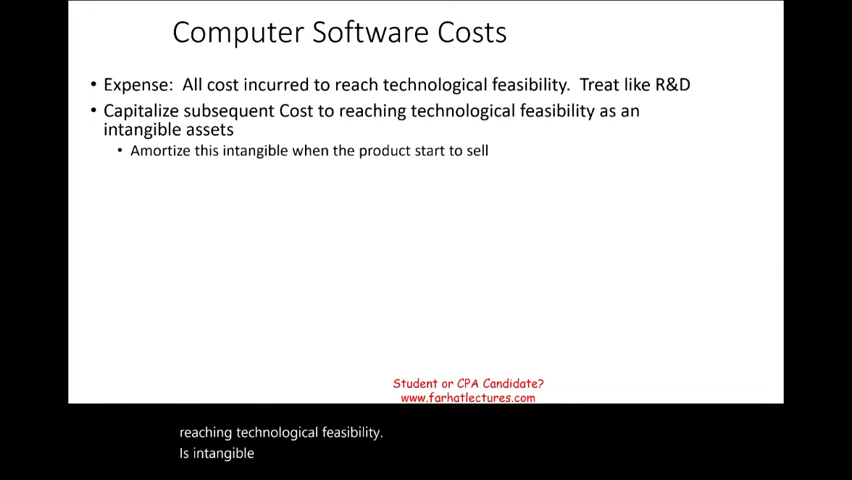 Computer Software Costs
• Expense:  All cost incurred to reach technological feasibility.  Treat like R&D
• Capitalize subsequent Cost to reaching technological feasibility as an
intangible assets
• Amortize this intangible when the product start to sell
Student or CPA Candidate?
www.farhatlectures.com
reaching technological feasibility.
Is intangible